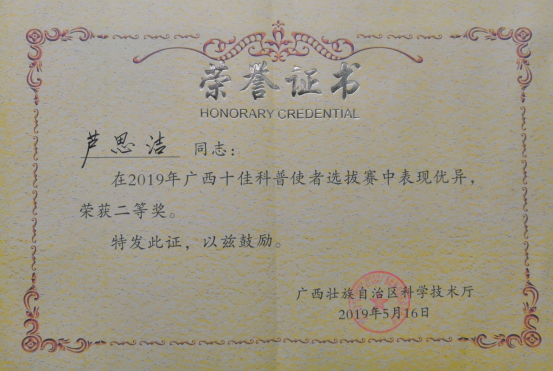 荣誉证书
HONORARY CREDENTIAL
芦思洁 同志：
在2019年广西十佳科普使者选拔赛中表现优异，
荣获二等奖。
特发此证，以兹鼓励。
广西壮族自治区科学技术厅
2019年5月16日